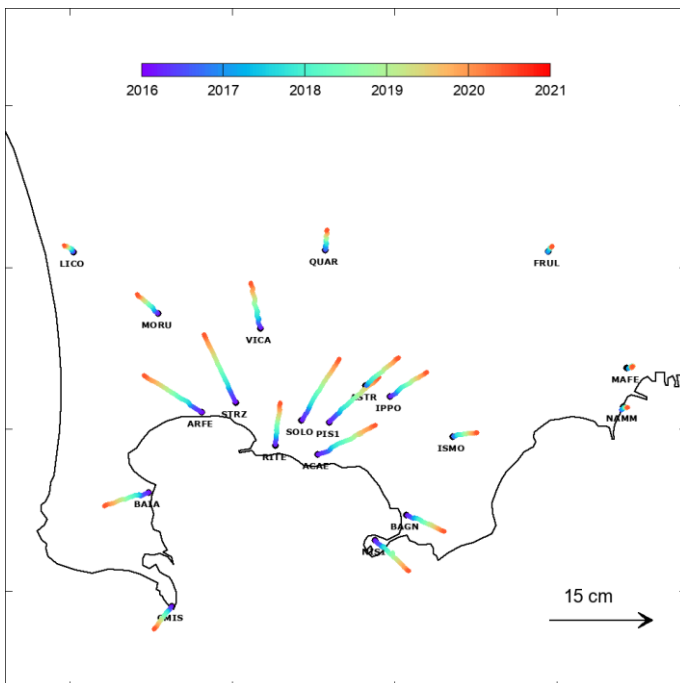 2016 2017 2018 2019 2020 2021
LICO
QUAR
FRUL
MORU
VICA
MAFE
IPPO
STRZ
ARFE
NAMM
SOLO
PIS1
RITE
ACAE
ISMO
BAIA
BAGN
CMIS
15 cm